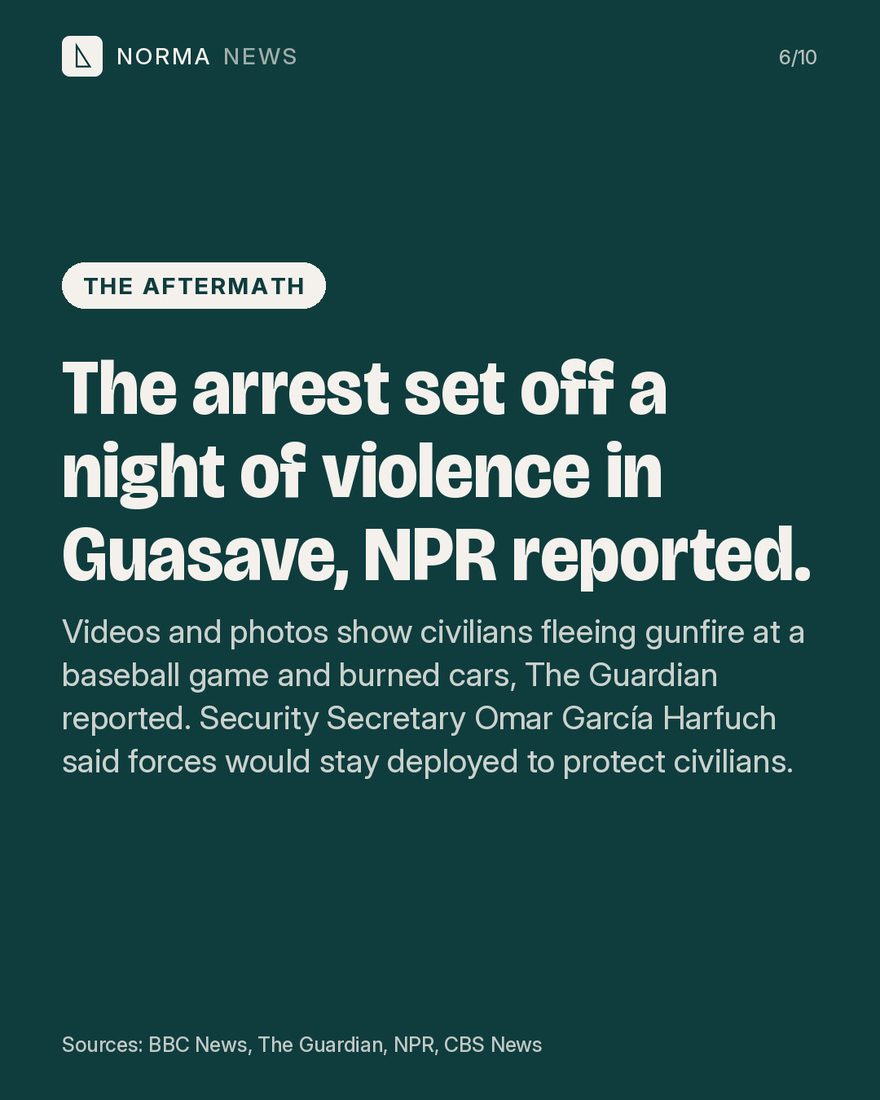 NORMA NEWS
6/10
THE AFTERMATH
The arrest set off a
night of violence in
Guasave, NPR reported.
Videos and photos show civilians fleeing gunfire at a
baseball game and burned cars, The Guardian
reported. Security Secretary Omar García Harfuch
said forces would stay deployed to protect civilians.
Sources: BBC News, The Guardian, NPR, CBS News